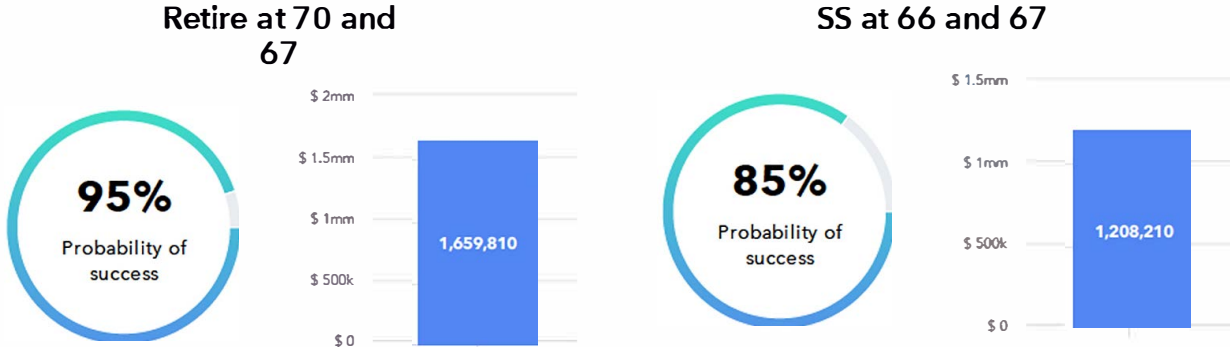 Retire at 70 and
67
95%
Probability of
success
$ 2mm
$ 1.5mm
$ 1mm
$ 500k
$ 0
1,659,810
SS at 66 and 67
85%
Probability of
success
$ 1.5mm
$ 1mm
$ 500k
$ 0
1,208,210